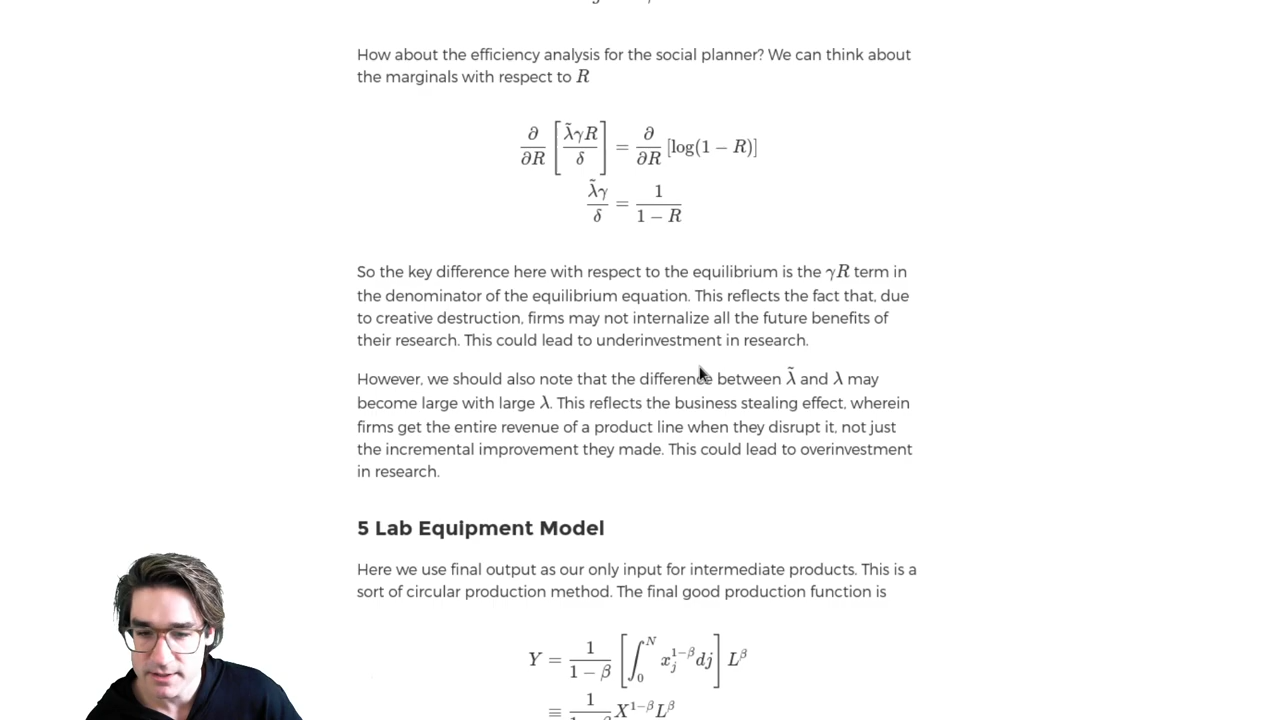 How about the efficiency analysis for the social planner? We can think about
the marginals with respect to R
∂/∂R [λ̃γR/δ] = ∂/∂R [log(1 − R)]
λ̃γ/δ = 1/(1 − R)
So the key difference here with respect to the equilibrium is the γR term in
the denominator of the equilibrium equation. This reflects the fact that, due
to creative destruction, firms may not internalize all the future benefits of
their research. This could lead to underinvestment in research.
However, we should also note that the difference between λ̃ and λ may
become large with large λ. This reflects the business stealing effect, wherein
firms get the entire revenue of a product line when they disrupt it, not just
the incremental improvement they made. This could lead to overinvestment
in research.
5 Lab Equipment Model
Here we use final output as our only input for intermediate products. This is a
sort of circular production method. The final good production function is
Y = 1/(1 − β) [∫₀ᴺ xⱼ^(1−β) dj] L^β
≡ 1/(1 − β) X^(1−β) L^β